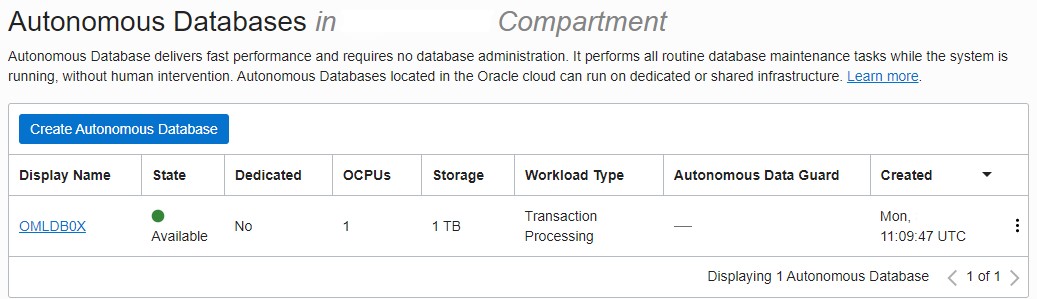 Autonomous Databases in Compartment
Autonomous Database delivers fast performance and requires no database administration. It performs all routine database maintenance tasks while the system is
running, without human intervention. Autonomous Databases located in the Oracle cloud can run on dedicated or shared infrastructure. Learn more.
Create Autonomous Database
Display Name State Dedicated OCPUs Storage Workload Type Autonomous Data Guard Created
OMLDB0X Available No 1 1 TB Transaction Processing — Mon, 11:09:47 UTC
Displaying 1 Autonomous Database 1 of 1